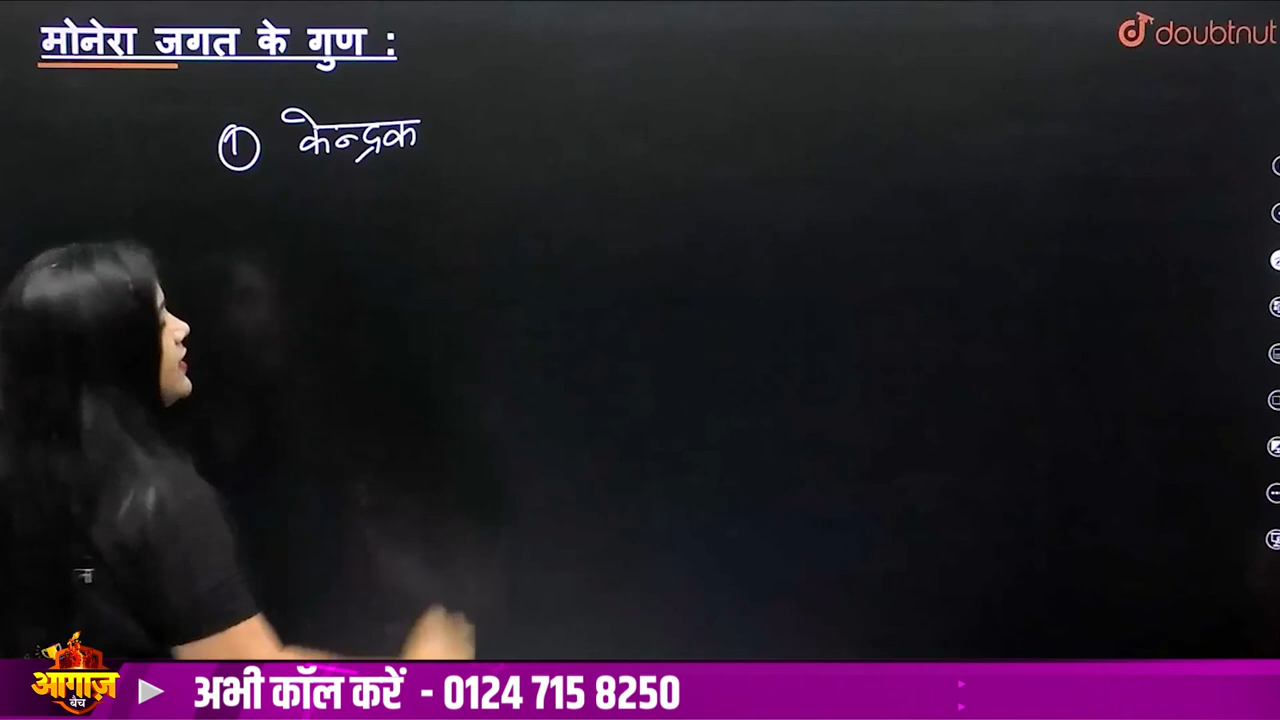 मोनेरा जगत के गुण :
doubtnut
① केन्द्रक
आगाज़
बैच
अभी कॉल करें - 0124 715 8250